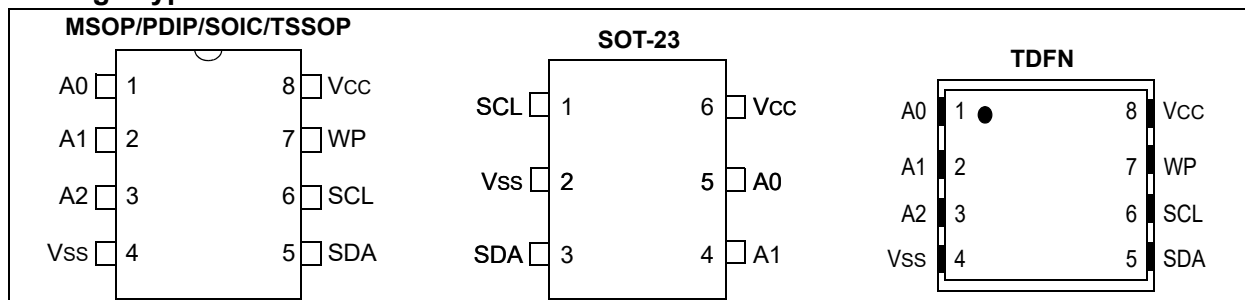 MSOP/PDIP/SOIC/TSSOP
A0 1 8 VCC
A1 2 7 WP
A2 3 6 SCL
VSS 4 5 SDA
SOT-23
SCL 1 6 VCC
VSS 2 5 A0
SDA 3 4 A1
TDFN
A0 1 8 VCC
A1 2 7 WP
A2 3 6 SCL
VSS 4 5 SDA